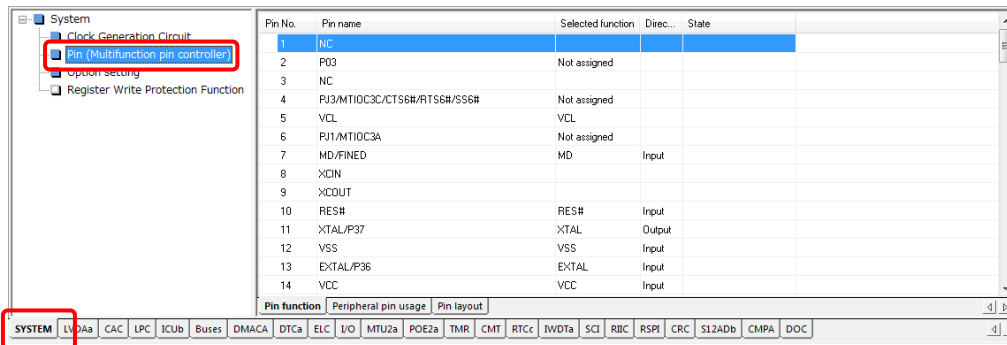 System
Clock Generation Circuit
Pin (Multifunction pin controller)
Option setting
Register Write Protection Function
Pin No. Pin name Selected function Direc... State
1 NC
2 P03 Not assigned
3 NC
4 PJ3/MTIOC3C/CTS6#/RTS6#/SS6# Not assigned
5 VCL VCL
6 PJ1/MTIOC3A Not assigned
7 MD/FINED MD Input
8 XCIN
9 XCOUT
10 RES# RES# Input
11 XTAL/P37 XTAL Output
12 VSS VSS Input
13 EXTAL/P36 EXTAL Input
14 VCC VCC Input
Pin function Peripheral pin usage Pin layout
SYSTEM LVDAa CAC LPC ICUb Buses DMACA DTCa ELC I/O MTU2a POE2a TMR CMT RTCc IWDTa SCI RIIC RSPI CRC S12ADb CMPA DOC